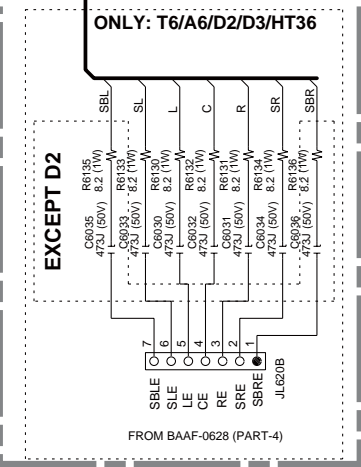 ONLY: T6/A6/D2/D3/HT36
SBL
SL
L
C
R
SR
SBR
EXCEPT D2
R6135
8.2 (1W)
R6133
8.2 (1W)
R6130
8.2 (1W)
R6132
8.2 (1W)
R6131
8.2 (1W)
R6134
8.2 (1W)
R6136
8.2 (1W)
C6035
473J (50V)
C6033
473J (50V)
C6030
473J (50V)
C6032
473J (50V)
C6031
473J (50V)
C6034
473J (50V)
C6036
473J (50V)
7
6
5
4
3
2
1
SBLE
SLE
LE
CE
RE
SRE
SBRE
JL620B
FROM BAAF-0628 (PART-4)